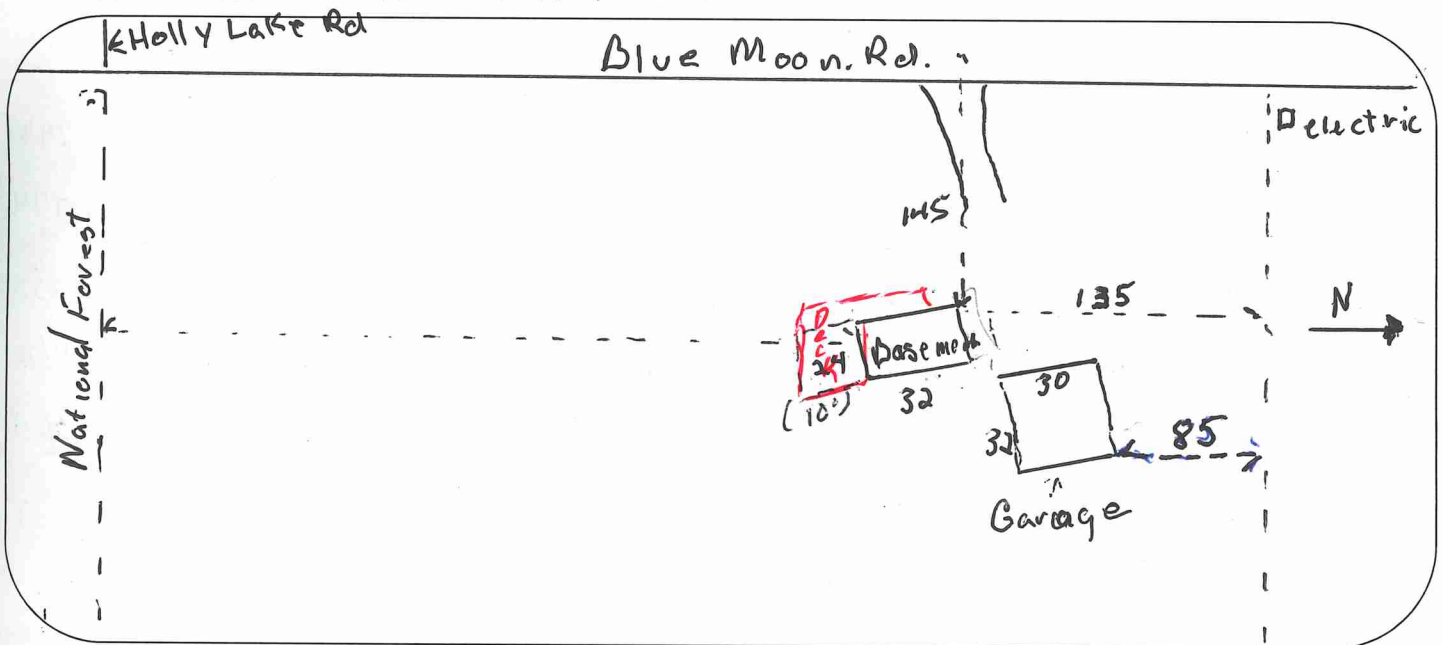 ←Holly Lake Rd
Blue Moon. Rd.
electric
National Forest
145
135
N
Deck
24
Basement
(10')
32
30
32
85
Garage